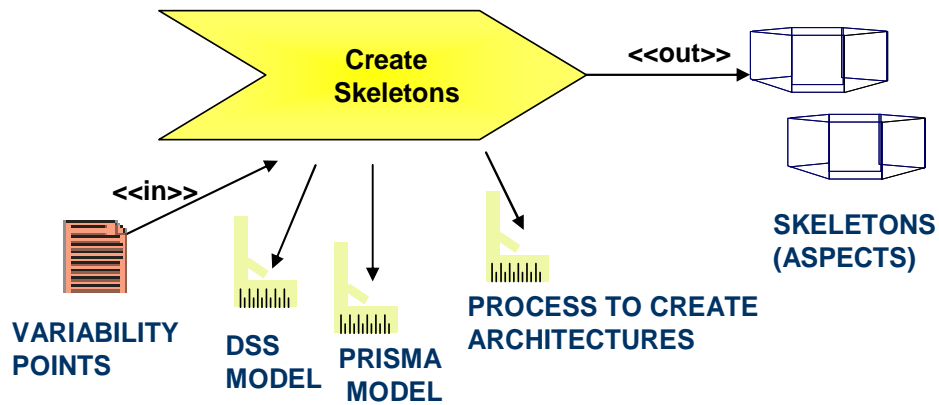 Create
Skeletons
<<out>>
<<in>>
SKELETONS
(ASPECTS)
VARIABILITY
POINTS
DSS
MODEL
PRISMA
MODEL
PROCESS TO CREATE
ARCHITECTURES